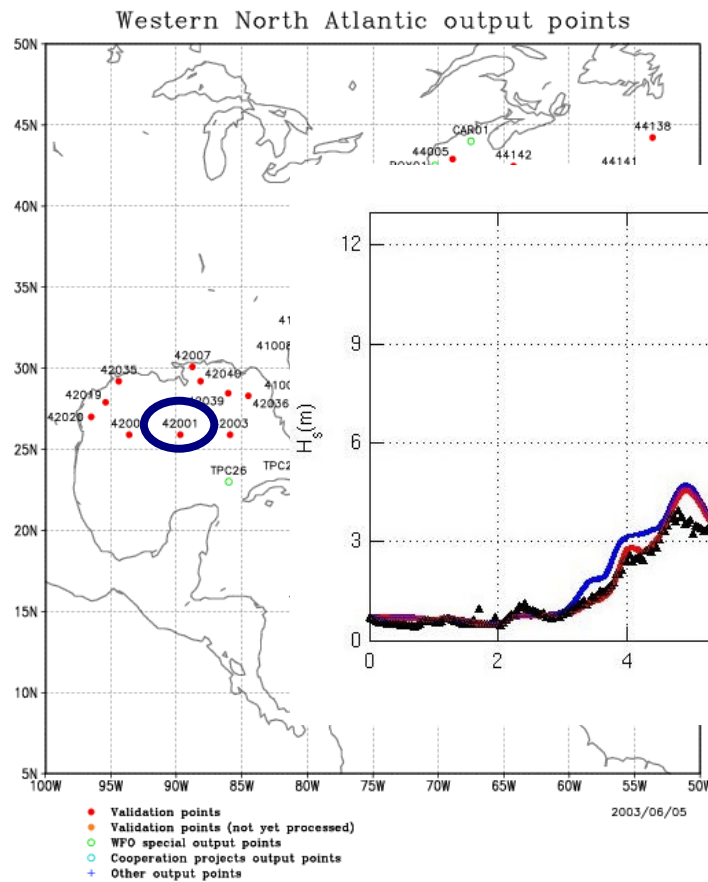 Western North Atlantic output points
50N
45N
40N
35N
30N
25N
20N
15N
10N
5N
CAR01
44138
44005
44142
44141
42007
42035
42040
41008
42019
42039
42036
42020
42001
TPC26
H_s(m)
12
9
6
3
0
0 2 4
100W 95W 90W 85W 80W 75W 70W 65W 60W 55W 50W
2003/06/05
Validation points
Validation points (not yet processed)
WFO special output points
Cooperation projects output points
Other output points